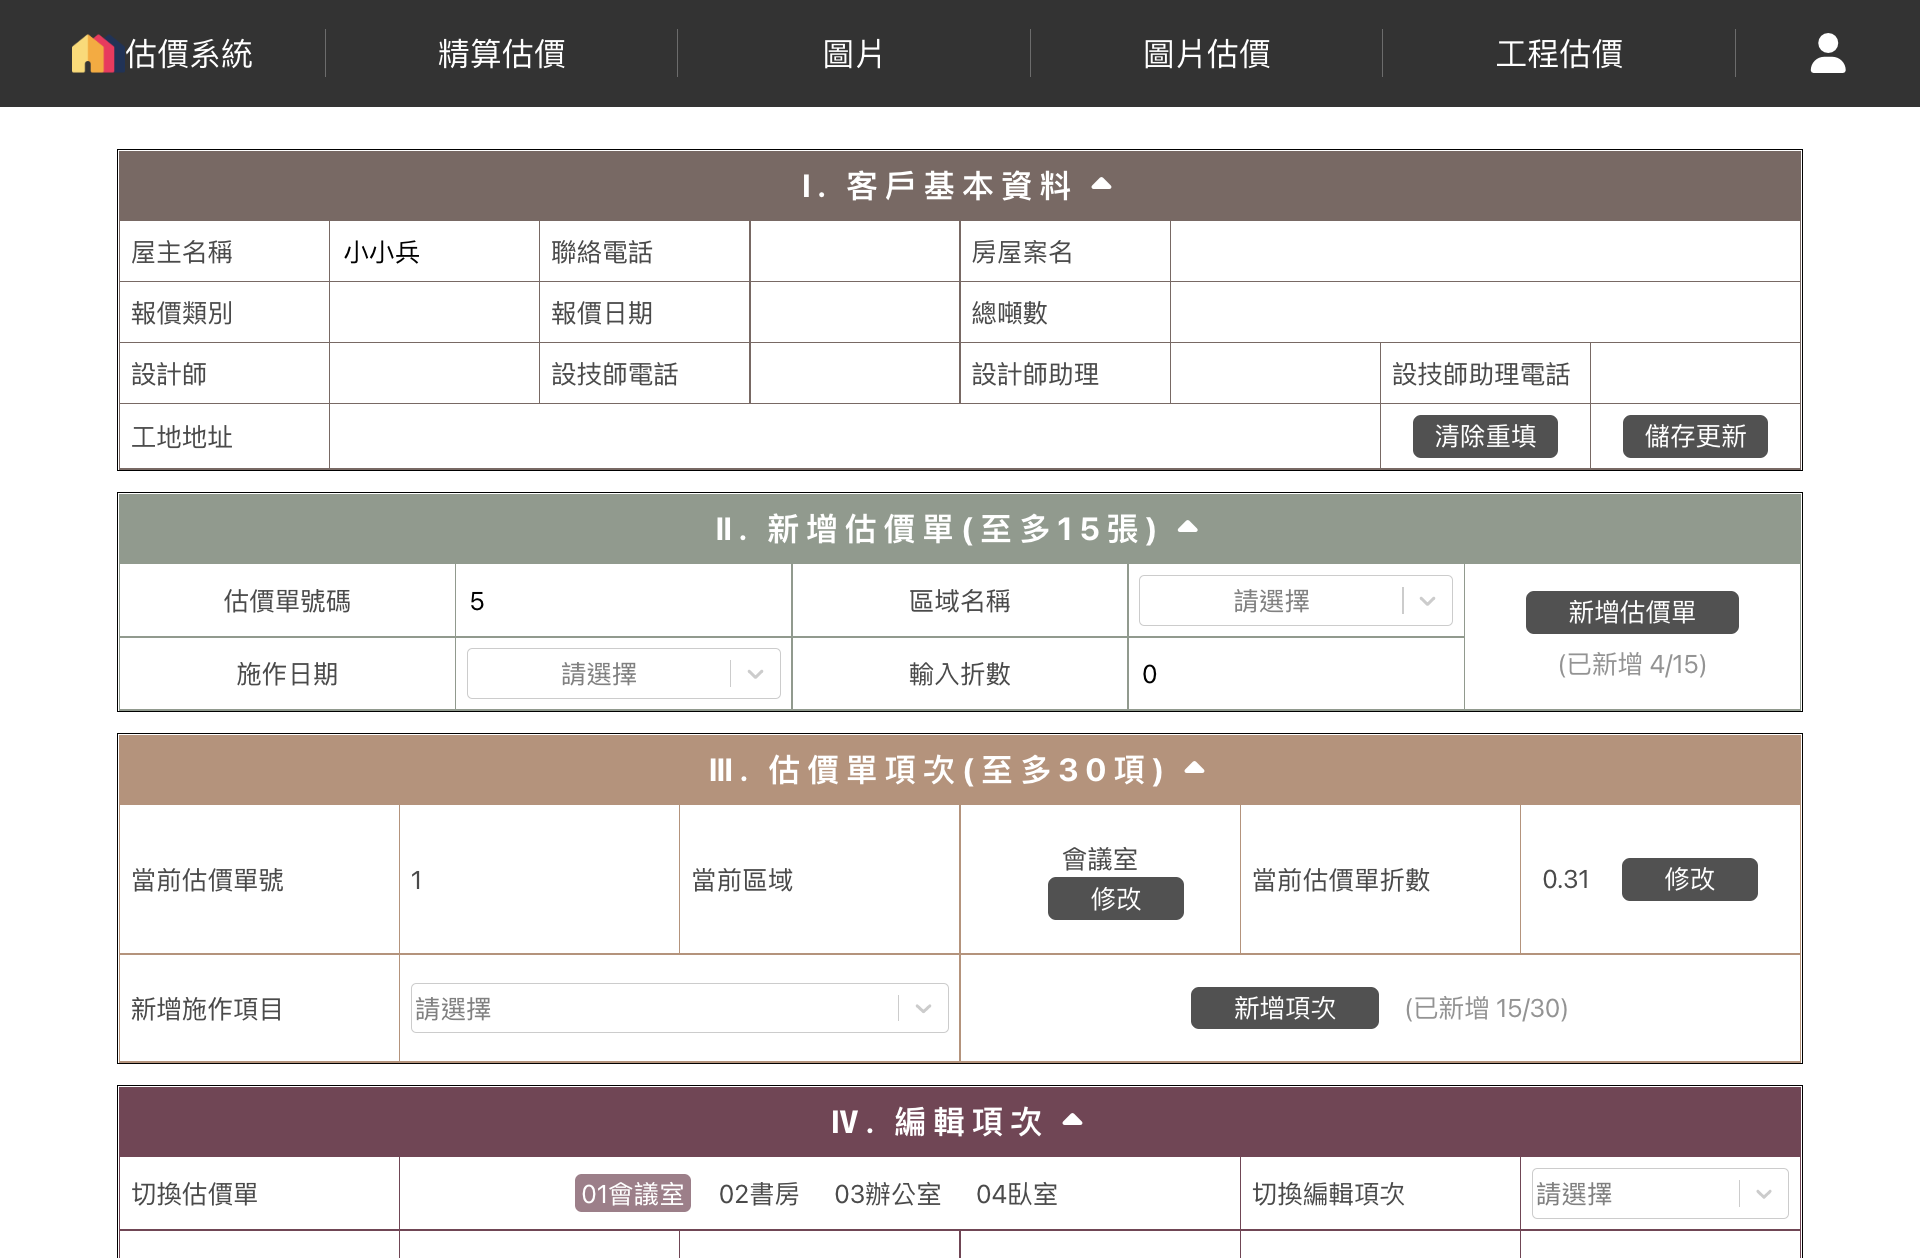 估價系統 精算估價 圖片 圖片估價 工程估價
I. 客戶基本資料
屋主名稱 小小兵 聯絡電話 房屋案名
報價類別 報價日期 總噸數
設計師 設技師電話 設計師助理 設技師助理電話
工地地址 清除重填 儲存更新
II. 新增估價單(至多15張)
估價單號碼 5 區域名稱 請選擇 新增估價單
(已新增 4/15)
施作日期 請選擇 輸入折數 0
III. 估價單項次(至多30項)
當前估價單號 1 當前區域 會議室 修改 當前估價單折數 0.31 修改
新增施作項目 請選擇 新增項次 (已新增 15/30)
IV. 編輯項次
切換估價單 01會議室 02書房 03辦公室 04臥室 切換編輯項次 請選擇